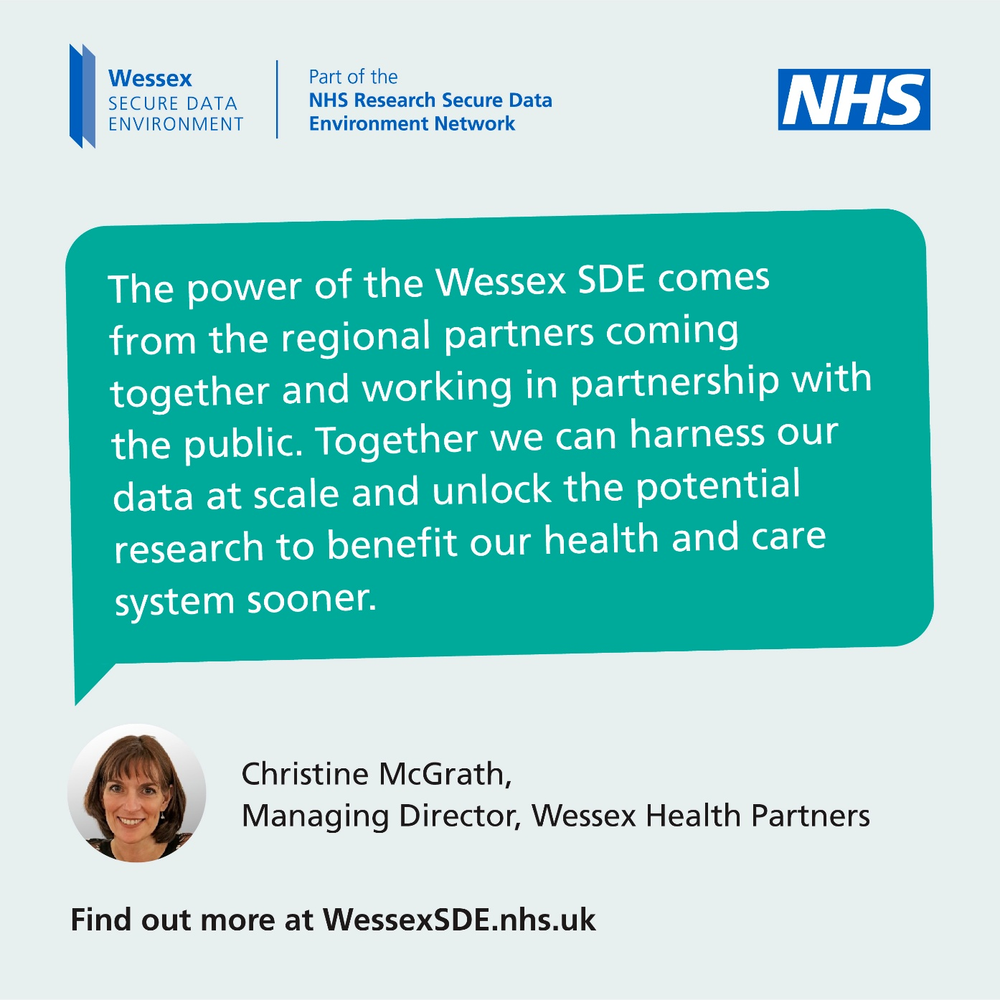 Wessex
SECURE DATA
ENVIRONMENT
Part of the
NHS Research Secure Data
Environment Network
NHS
The power of the Wessex SDE comes
from the regional partners coming
together and working in partnership with
the public. Together we can harness our
data at scale and unlock the potential
research to benefit our health and care
system sooner.
Christine McGrath,
Managing Director, Wessex Health Partners
Find out more at WessexSDE.nhs.uk